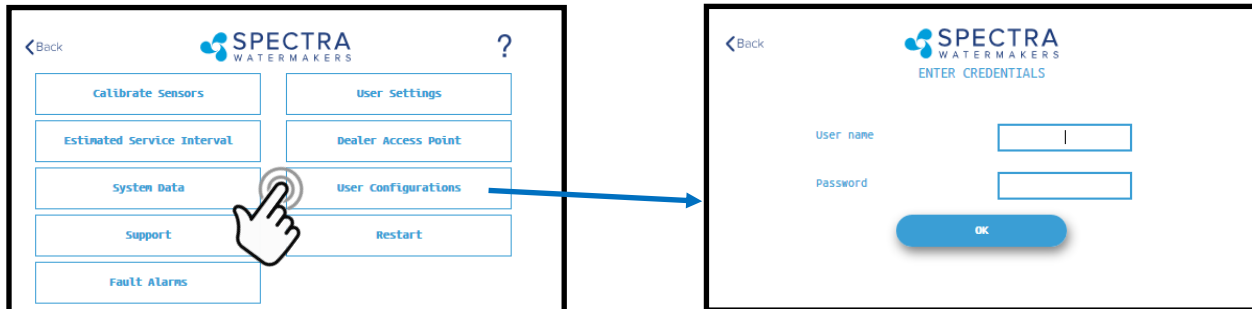 Back
SPECTRA
WATERMAKERS
?
Calibrate Sensors
User Settings
Estimated Service Interval
Dealer Access Point
System Data
User Configurations
Support
Restart
Fault Alarms
Back
SPECTRA
WATERMAKERS
ENTER CREDENTIALS
User name
Password
OK